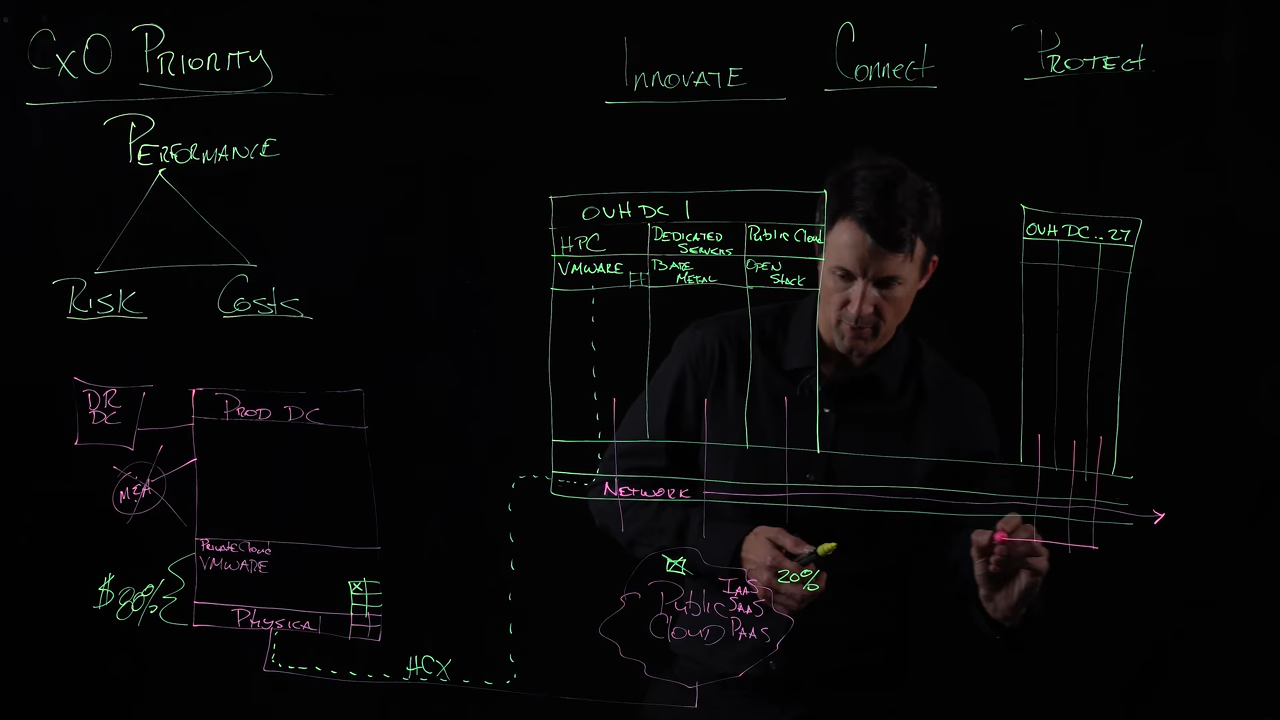 CxO Priority
Performance
Risk
Costs
Innovate
Connect
Protect
OVH DC 1
HPC
Dedicated Servers
Public Cloud
VMware
Bare Metal
Open Stack
OVH DC .. 27
Network
DR DC
Prod DC
M&A
Private Cloud
VMware
$ 80%
Physical
HCX
20%
Public Cloud
IaaS
SaaS
PaaS